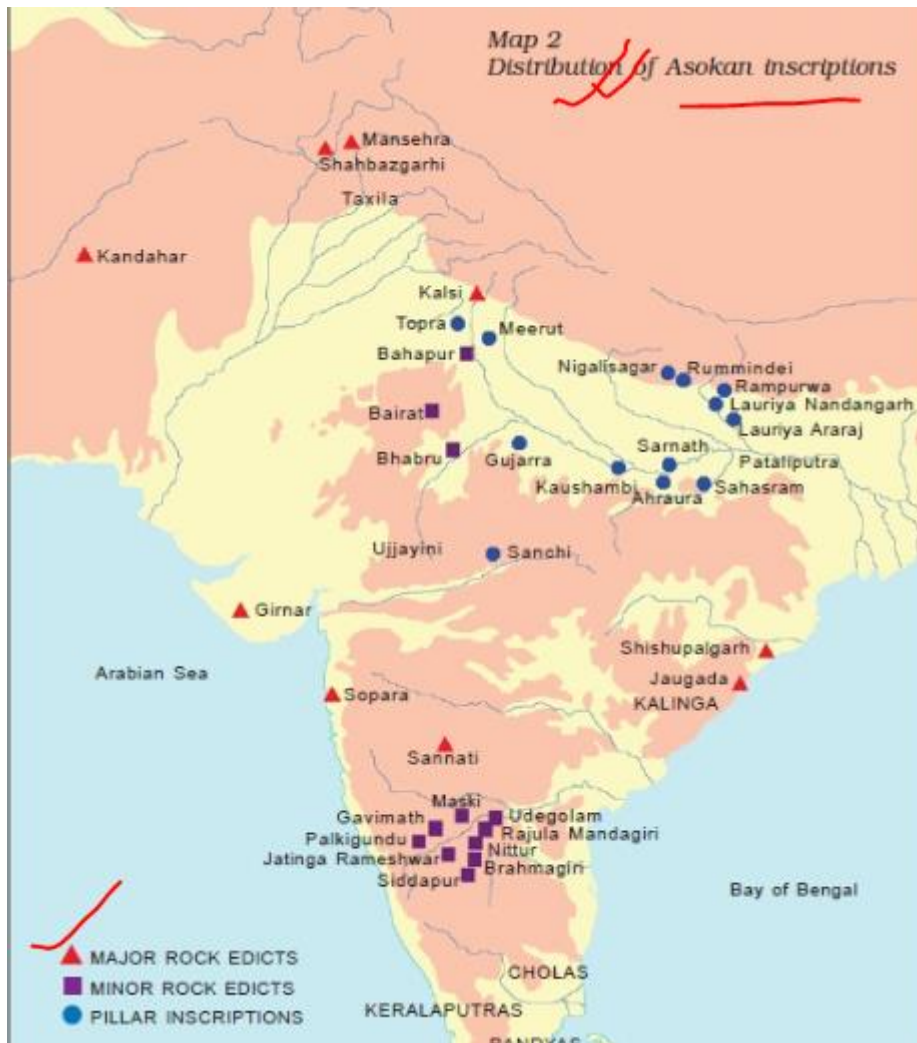 Map 2
Distribution of Asokan inscriptions
Mansehra
Shahbazgarhi
Taxila
Kandahar
Kalsi
Topra
Meerut
Bahapur
Nigalisagar
Rummindei
Rampurwa
Bairat
Lauriya Nandangarh
Lauriya Araraj
Bhabru
Gujarra
Sarnath
Pataliputra
Kaushambi
Ahraura
Sahasram
Ujjayini
Sanchi
Girnar
Shishupalgarh
Arabian Sea
Jaugada
Sopara
KALINGA
Sannati
Maski
Gavimath
Udegolam
Palkigundu
Rajula Mandagiri
Nittur
Jatinga Rameshwar
Brahmagiri
Siddapur
Bay of Bengal
MAJOR ROCK EDICTS
CHOLAS
MINOR ROCK EDICTS
KERALAPUTRAS
PILLAR INSCRIPTIONS
PANDYAS